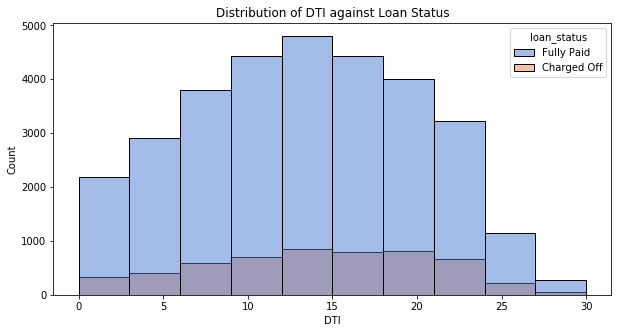 Distribution of DTI against Loan Status
5000
4000
3000
2000
1000
0
Count
loan_status
Fully Paid
Charged Off
0 5 10 15 20 25 30
DTI